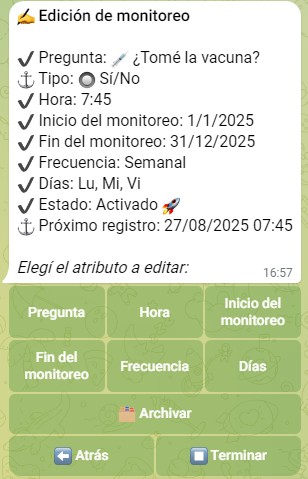 ✍️ Edición de monitoreo
✔️ Pregunta: 💉 ¿Tomé la vacuna?
⚓ Tipo: 🔘 Sí/No
✔️ Hora: 7:45
✔️ Inicio del monitoreo: 1/1/2025
✔️ Fin del monitoreo: 31/12/2025
✔️ Frecuencia: Semanal
✔️ Días: Lu, Mi, Vi
✔️ Estado: Activado 🚀
⚓ Próximo registro: 27/08/2025 07:45
Elegí el atributo a editar:
16:57
Pregunta
Hora
Inicio del
monitoreo
Fin del
monitoreo
Frecuencia
Días
🗂️ Archivar
⬅️ Atrás
⏹️ Terminar